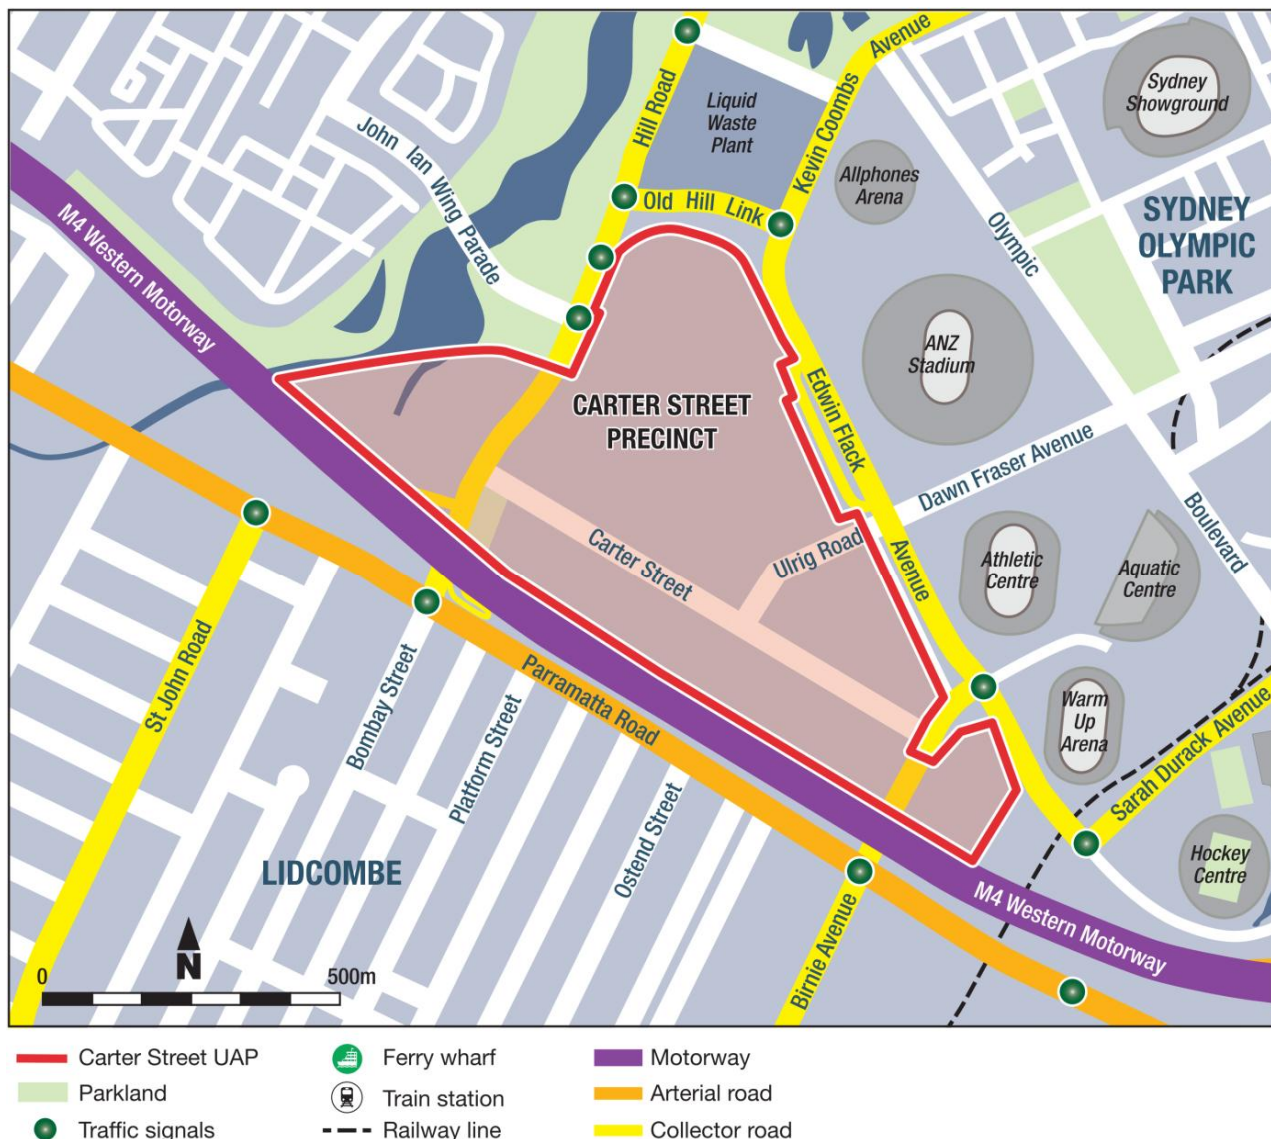 Hill Road
Liquid
Waste
Plant
Kevin Coombs
Avenue
Sydney
Showground
John Ian Wing Parade
Old Hill Link
Allphones
Arena
Olympic
SYDNEY
OLYMPIC
PARK
M4 Western Motorway
ANZ
Stadium
CARTER STREET
PRECINCT
Edwin Flack
Dawn Fraser Avenue
Boulevard
Carter Street
Ulrig Road
Avenue
Athletic
Centre
Aquatic
Centre
St John Road
Bombay Street
Platform Street
Parramatta Road
Ostend Street
Warm
Up
Arena
Sarah Durack Avenue
LIDCOMBE
Hockey
Centre
M4 Western Motorway
Birnie Avenue
N
0
500m
Carter Street UAP
Ferry wharf
Motorway
Parkland
Train station
Arterial road
Traffic signals
Railway line
Collector road